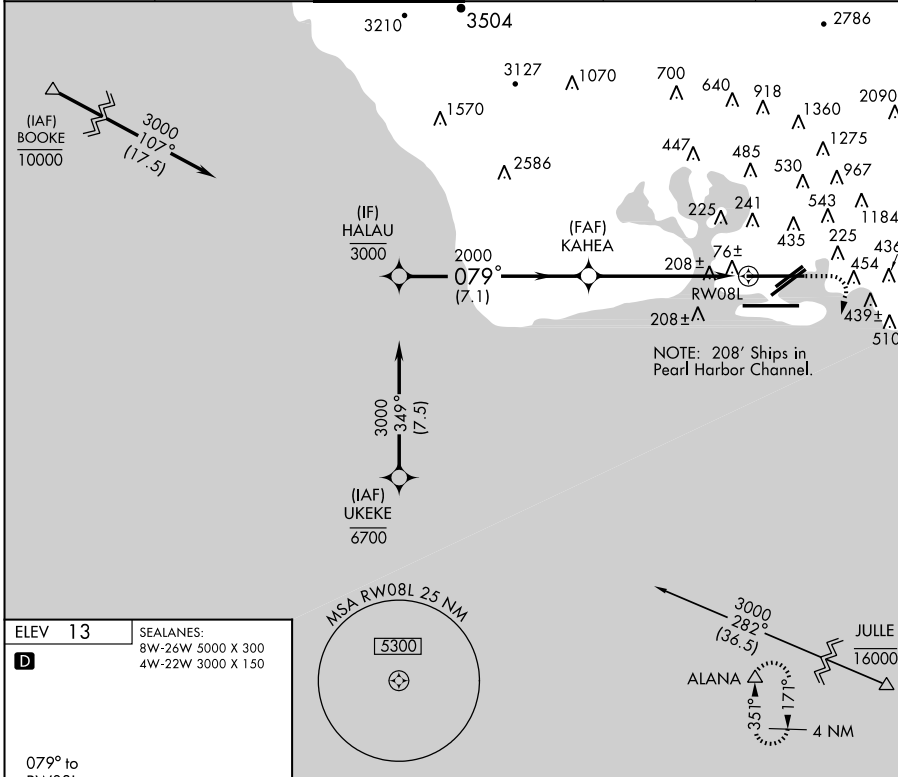 3210
3504
2786
3127
1070
700
640
918
2090
1570
1360
447
1275
(IAF)
BOOKE
10000
3000
107°
(17.5)
2586
485
530
967
225
241
543
1184
435
225
(IF)
HALAU
3000
(FAF)
KAHEA
2000
079°
(7.1)
208±
76±
454
436
RW08L
208±
439±
510
NOTE: 208' Ships in
Pearl Harbor Channel.
3000
349°
(7.5)
(IAF)
UKEKE
6700
MSA RW08L 25 NM
5300
3000
282°
(36.5)
JULLE
16000
ALANA
351°
171°
4 NM
ELEV 13
D
SEALANES:
8W-26W 5000 X 300
4W-22W 3000 X 150
079° to
RW08L